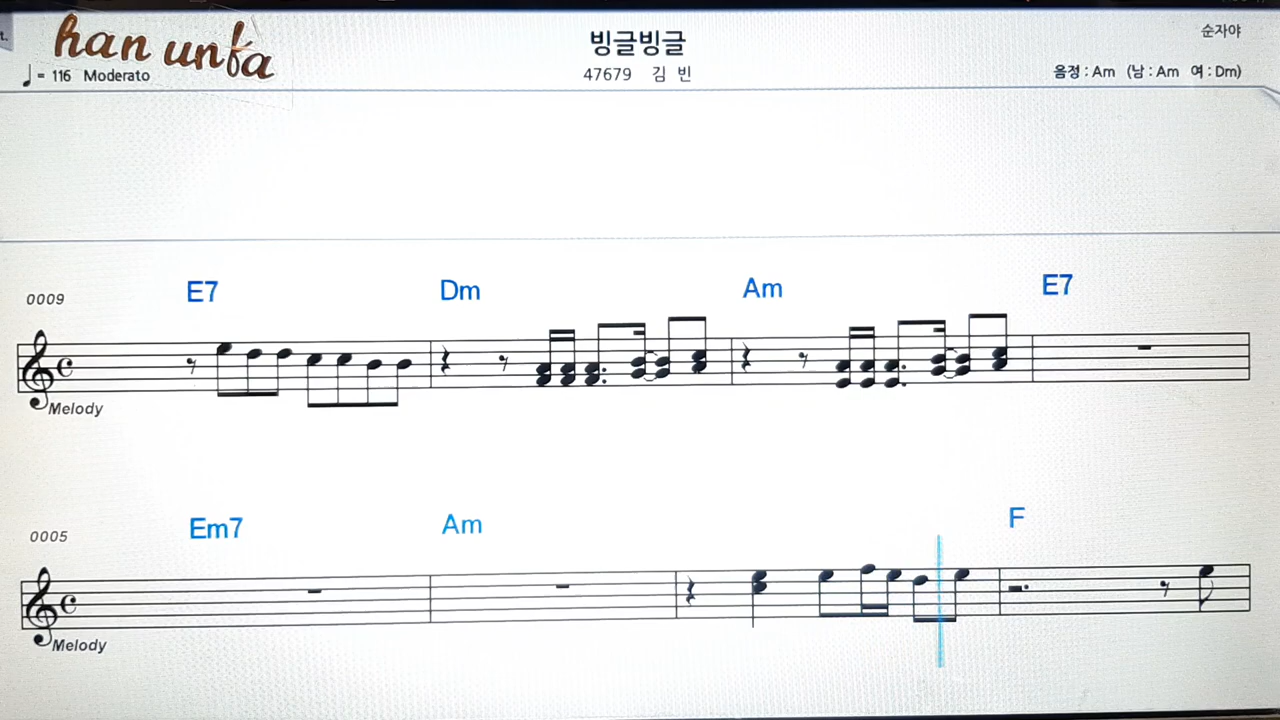 t.
han unba
순자야
빙글빙글
♩= 116 Moderato
47679 김 빈
음정 : Am (남 : Am 여 : Dm)
0009 E7 Dm Am E7
Melody
0005 Em7 Am F
Melody